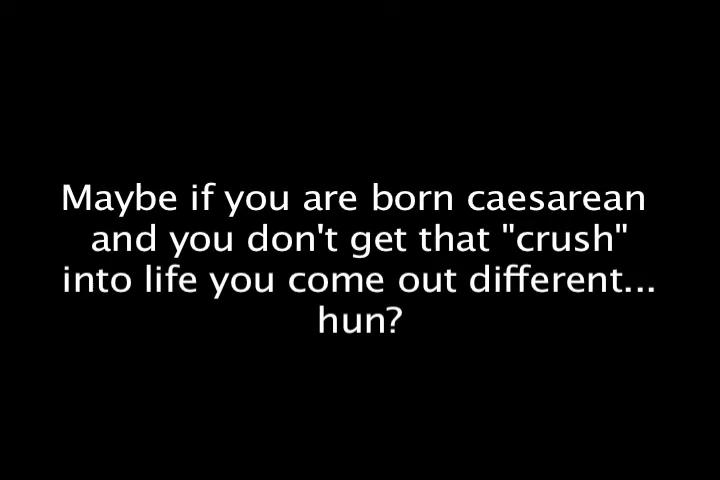 Maybe if you are born caesarean
and you don't get that "crush"
into life you come out different...
hun?